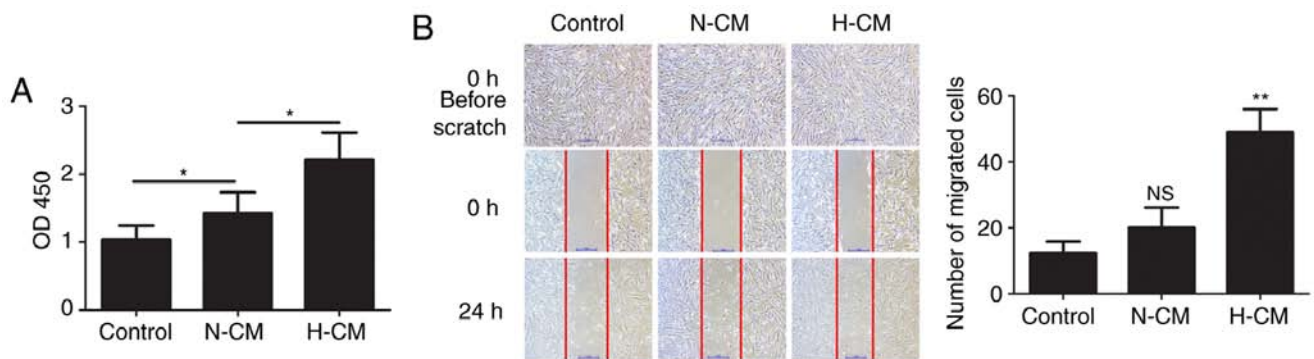 A
OD 450
3
2
1
0
*
*
Control N-CM H-CM
B
Control N-CM H-CM
0 h
Before
scratch
0 h
24 h
Number of migrated cells
60
40
20
0
NS
**
Control N-CM H-CM